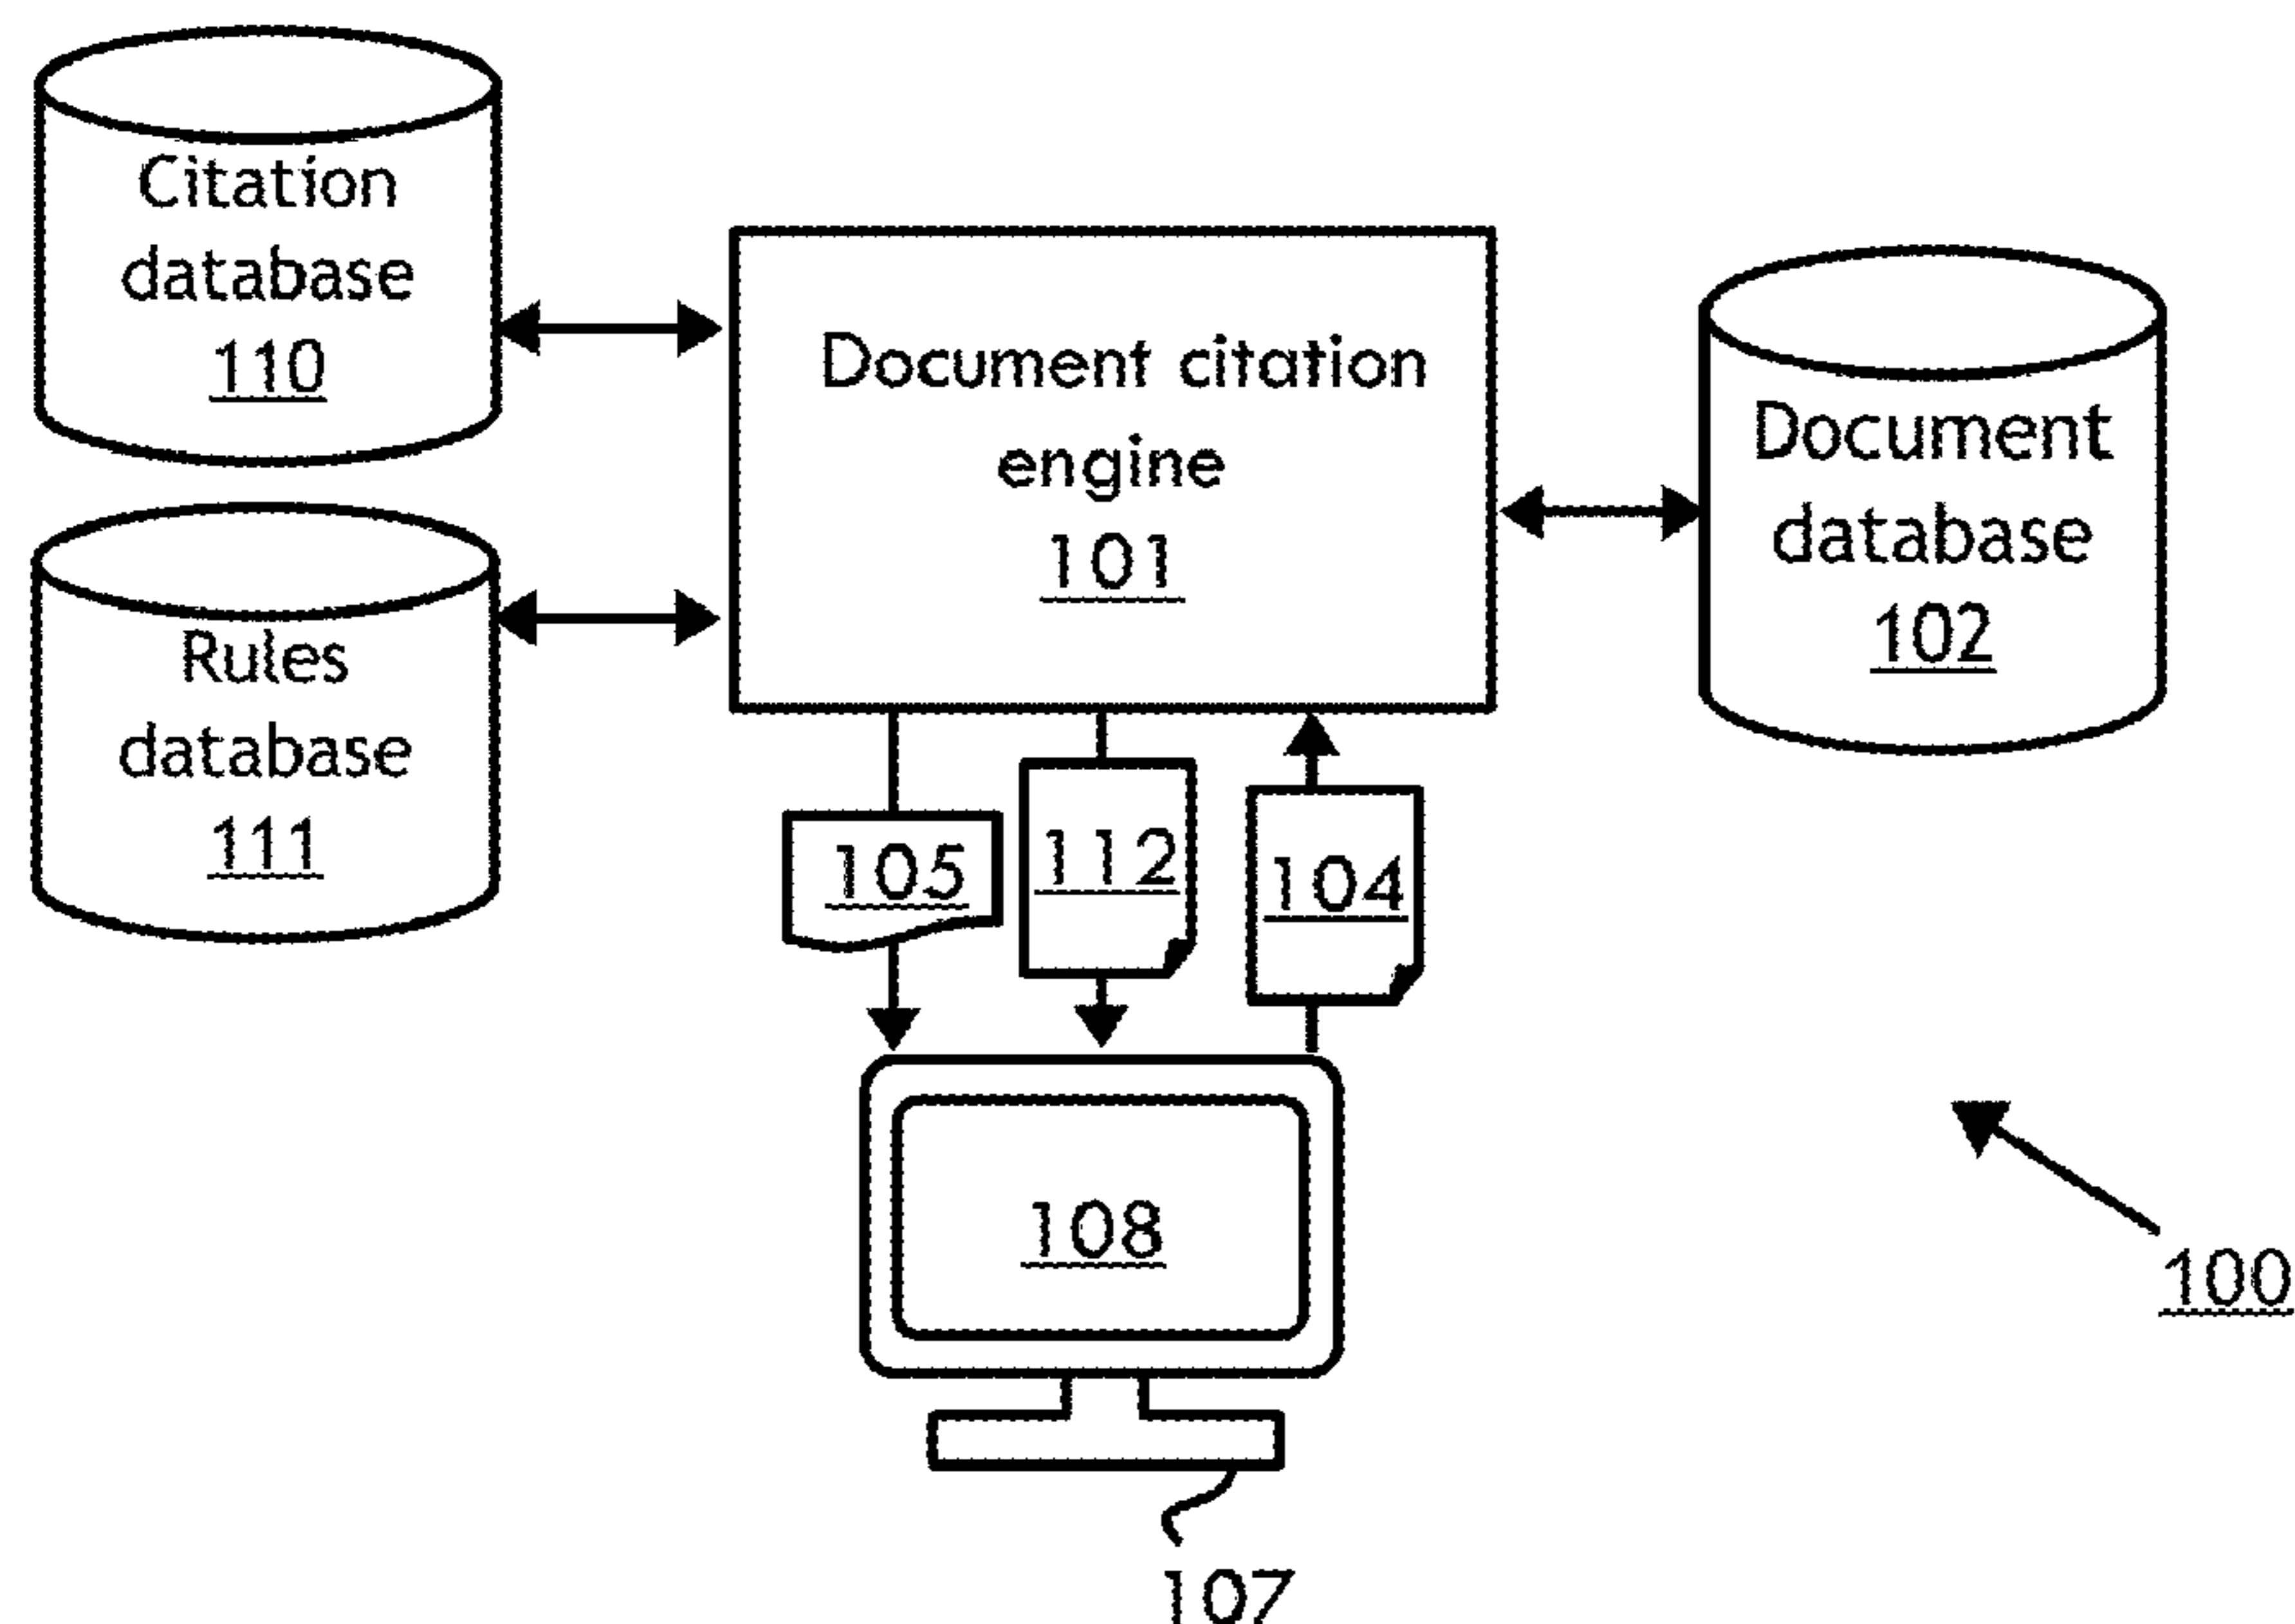 Citation
database
110
Document citation
engine
101
Document
database
102
Rules
database
111
105
112
104
108
100
107